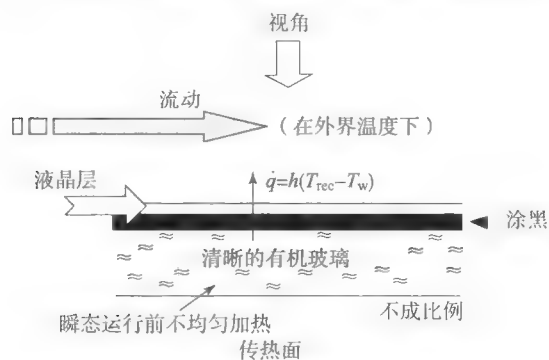 视角
流动
(在外界温度下)
液晶层
q̇=h(T_rec−T_w)
涂黑
清晰的有机玻璃
瞬态运行前不均匀加热
不成比例
传热面